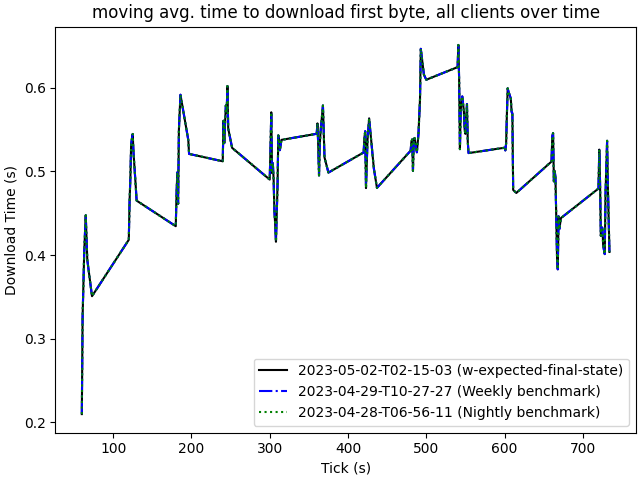 moving avg. time to download first byte, all clients over time
Download Time (s)
0.6
0.5
0.4
0.3
0.2
2023-05-02-T02-15-03 (w-expected-final-state)
2023-04-29-T10-27-27 (Weekly benchmark)
2023-04-28-T06-56-11 (Nightly benchmark)
100 200 300 400 500 600 700
Tick (s)